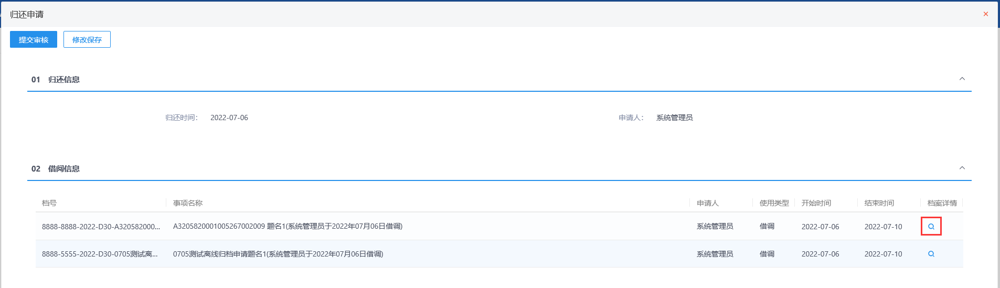 归还申请
提交审核 修改保存
01 归还信息
归还时间： 2022-07-06 申请人： 系统管理员
02 借阅信息
档号 事项名称 申请人 使用类型 开始时间 结束时间 档案详情
8888-8888-2022-D30-A320582000... A3205820001005267002009 题名1(系统管理员于2022年07月06日借调) 系统管理员 借调 2022-07-06 2022-07-10
8888-5555-2022-D30-0705测试离... 0705测试离线归档申请题名1(系统管理员于2022年07月06日借调) 系统管理员 借调 2022-07-06 2022-07-10